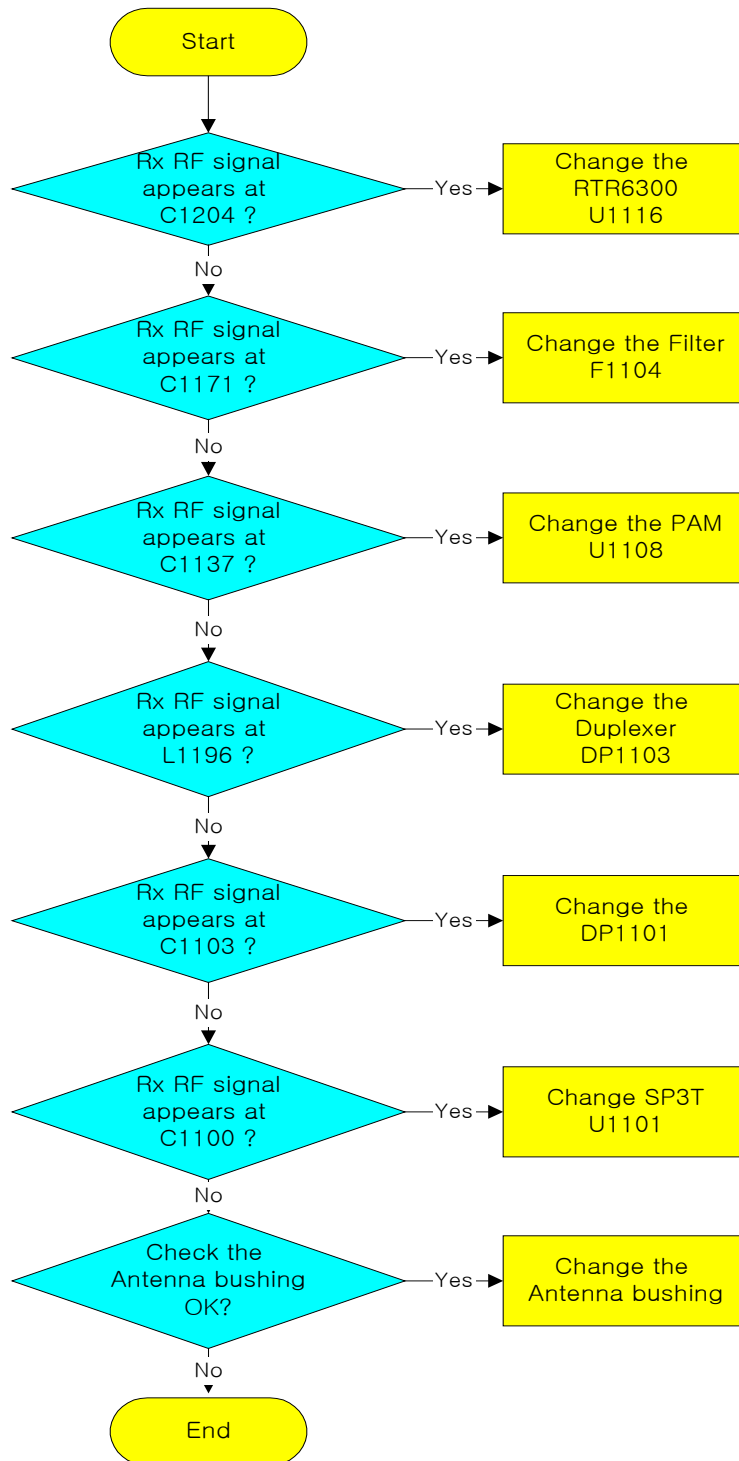 Start
Rx RF signal
appears at
C1204 ?
Yes
Change the
RTR6300
U1116
No
Rx RF signal
appears at
C1171 ?
Yes
Change the Filter
F1104
No
Rx RF signal
appears at
C1137 ?
Yes
Change the PAM
U1108
No
Rx RF signal
appears at
L1196 ?
Yes
Change the
Duplexer
DP1103
No
Rx RF signal
appears at
C1103 ?
Yes
Change the
DP1101
No
Rx RF signal
appears at
C1100 ?
Yes
Change SP3T
U1101
No
Check the
Antenna bushing
OK?
Yes
Change the
Antenna bushing
No
End